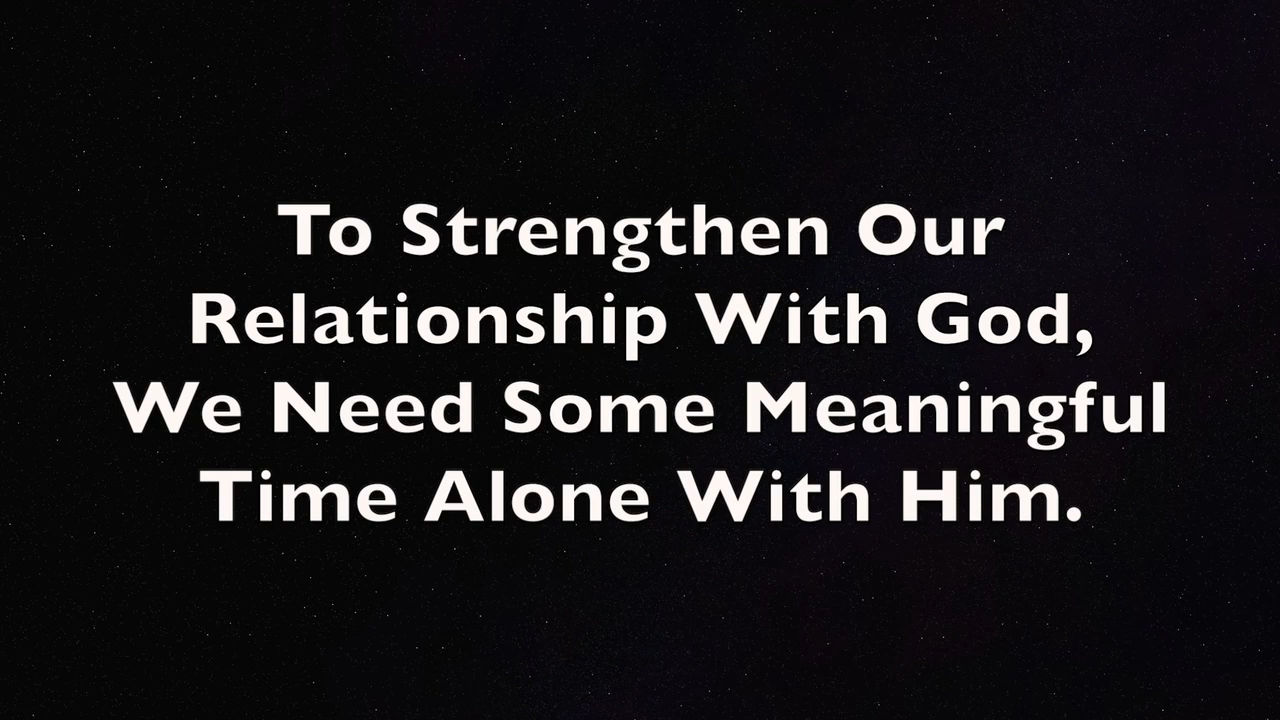 To Strengthen Our
Relationship With God,
We Need Some Meaningful
Time Alone With Him.